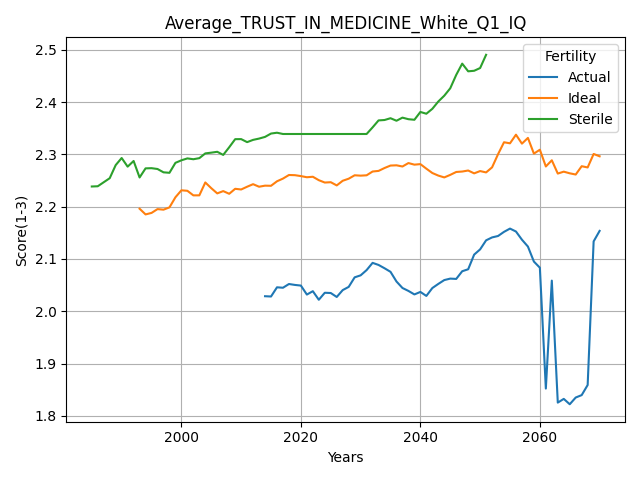 Average_TRUST_IN_MEDICINE_White_Q1_IQ
2.5
2.4
2.3
2.2
2.1
2.0
1.9
1.8
Score(1-3)
Fertility
Actual
Ideal
Sterile
2000
2020
2040
2060
Years